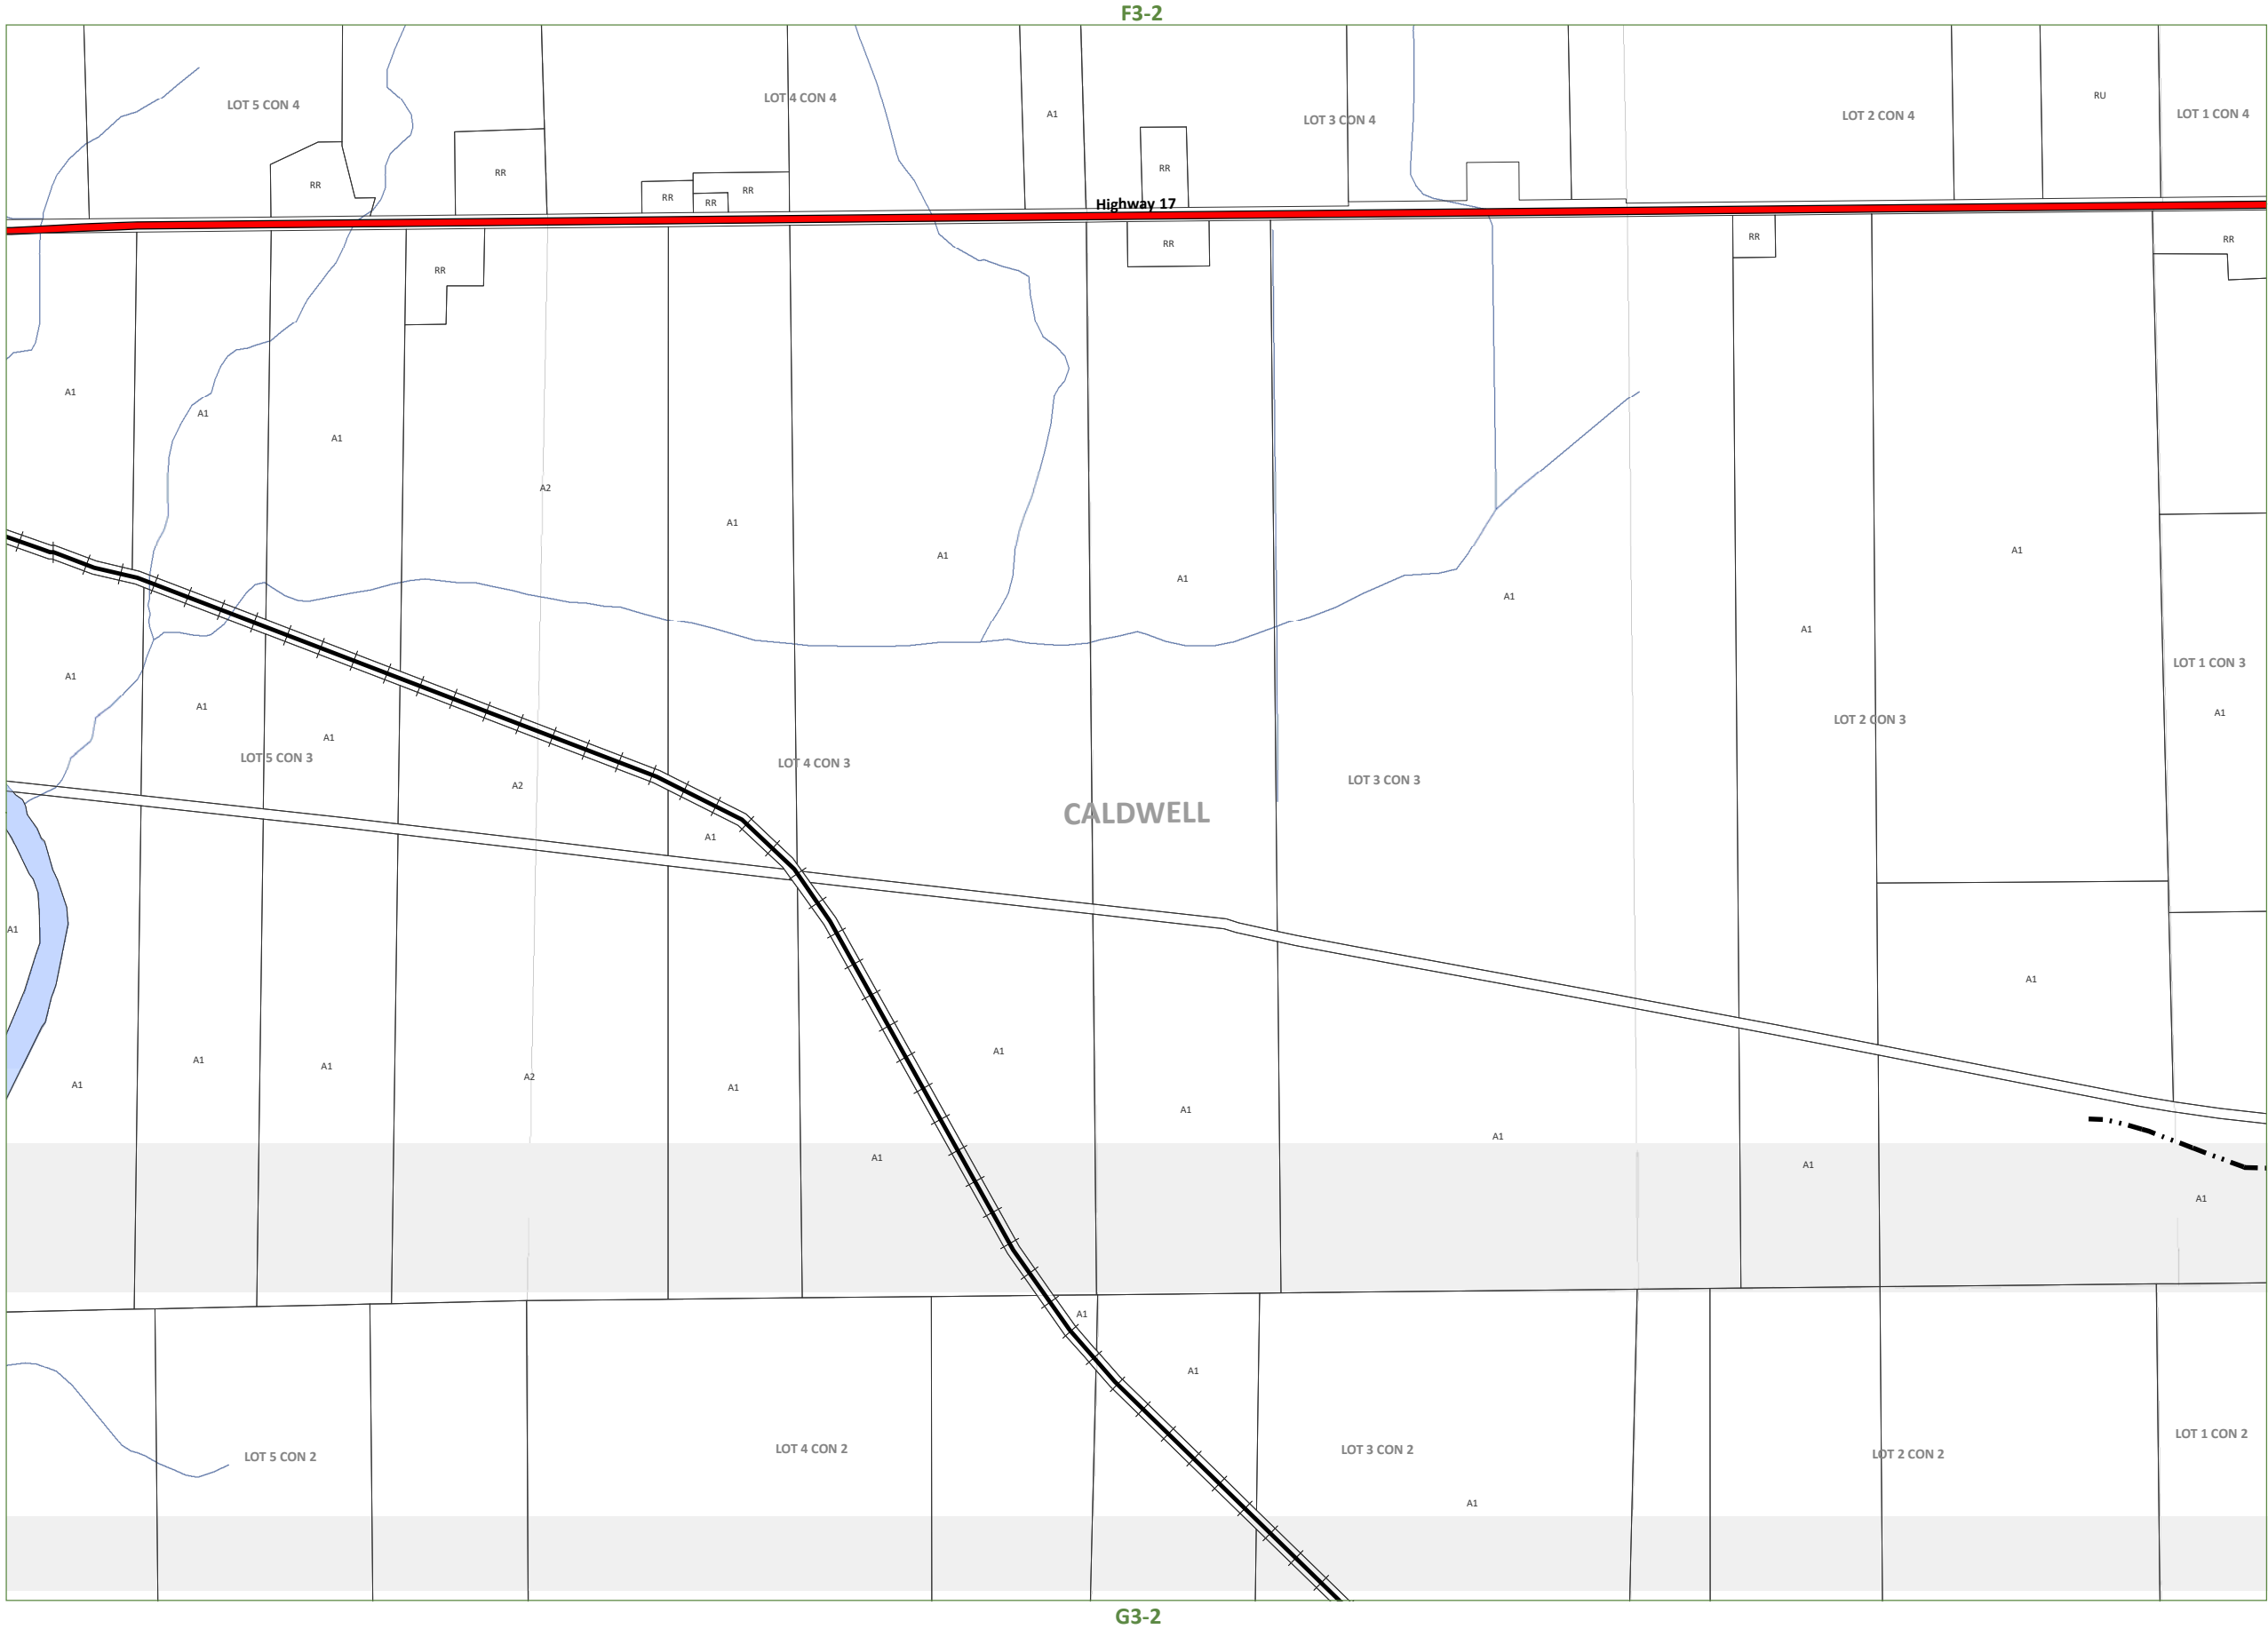 F3-2
LOT 4 CON 4
LOT 5 CON 4
RU
A1
LOT 1 CON 4
LOT 2 CON 4
LOT 3 CON 4
RR
RR
RR
RR
RR
RR
Highway 17
RR
RR
RR
RR
A1
A1
A1
A2
A1
A1
A1
A1
A1
A1
LOT 1 CON 3
A1
A1
A1
LOT 2 CON 3
A1
LOT 5 CON 3
LOT 4 CON 3
LOT 3 CON 3
A2
CALDWELL
A1
A1
A1
A1
A1
A1
A2
A1
A1
A1
A1
A1
A1
A1
A1
A1
LOT 1 CON 2
LOT 4 CON 2
LOT 3 CON 2
LOT 2 CON 2
LOT 5 CON 2
A1
G3-2